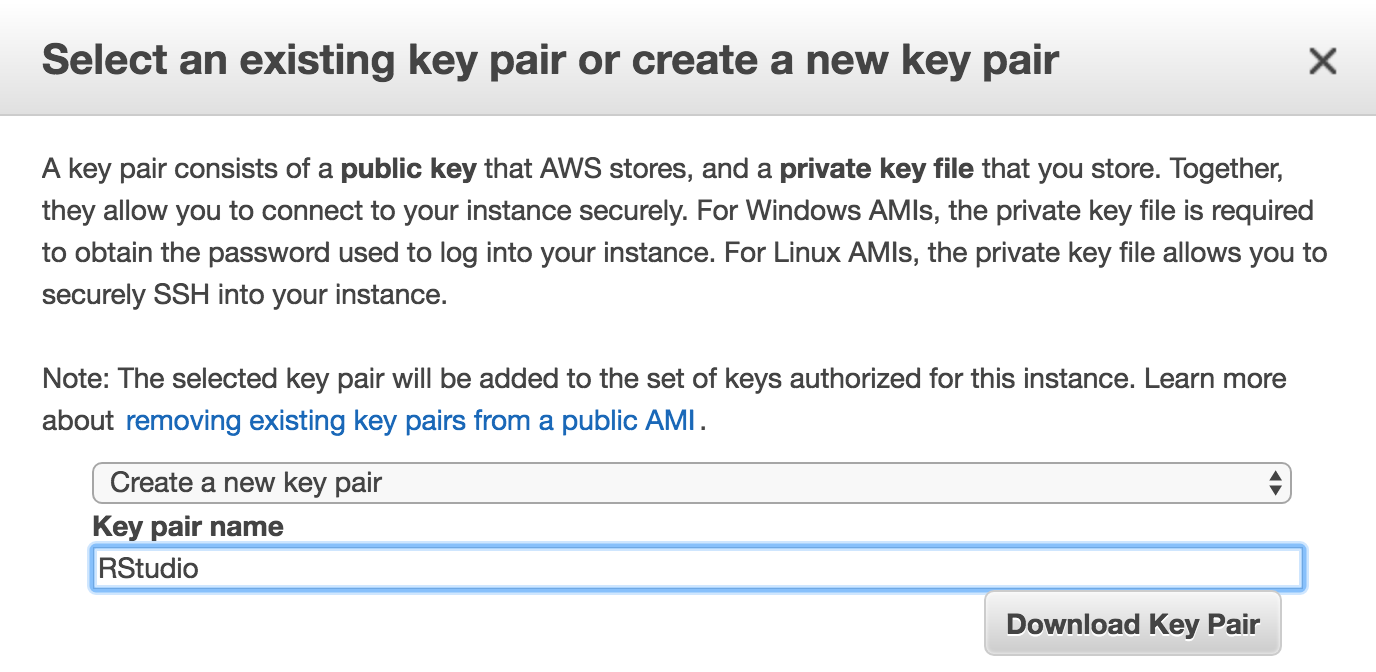 Select an existing key pair or create a new key pair
A key pair consists of a public key that AWS stores, and a private key file that you store. Together,
they allow you to connect to your instance securely. For Windows AMIs, the private key file is required
to obtain the password used to log into your instance. For Linux AMIs, the private key file allows you to
securely SSH into your instance.
Note: The selected key pair will be added to the set of keys authorized for this instance. Learn more
about removing existing key pairs from a public AMI.
Create a new key pair
Key pair name
RStudio
Download Key Pair